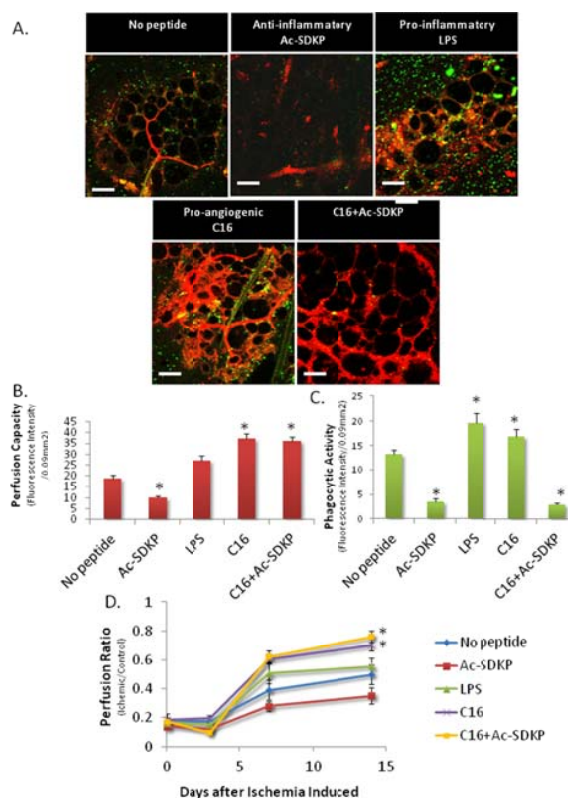 A.
No peptide
Anti-inflammatory
Ac-SDKP
Pro-inflammatory
LPS
Pro-angiogenic
C16
C16+Ac-SDKP
B.
Perfusion Capacity
(Fluorescence Intensity
/0.09mm2)
45
40
35
30
25
20
15
10
5
0
*
*
*
No peptide
Ac-SDKP
LPS
C16
C16+Ac-SDKP
C.
Phagocytic Activity
(Fluorescence Intensity/0.09mm2)
25
20
15
10
5
0
*
*
*
*
No peptide
Ac-SDKP
LPS
C16
C16+Ac-SDKP
D.
Perfusion Ratio
(Ischemic/Control)
1
0.8
0.6
0.4
0.2
0
5
10
15
*
*
Days after Ischemia Induced
No peptide
Ac-SDKP
LPS
C16
C16+Ac-SDKP